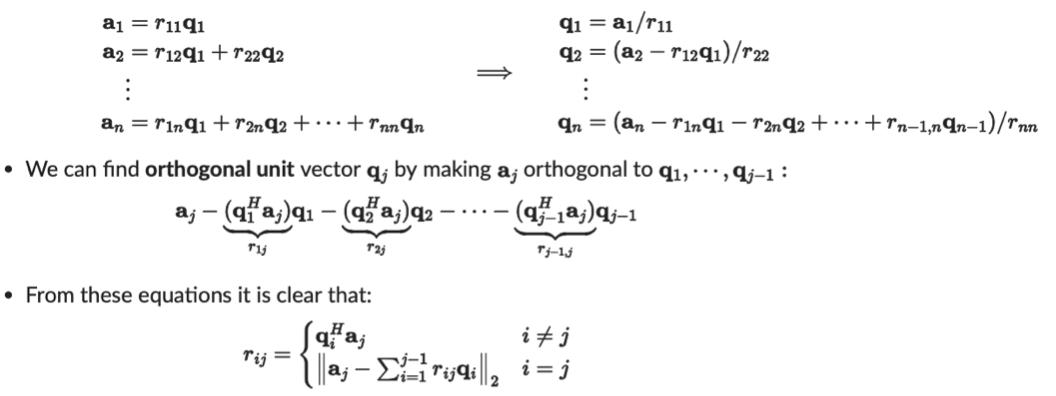 a₁ = r₁₁q₁
a₂ = r₁₂q₁ + r₂₂q₂
⋮
aₙ = r₁ₙq₁ + r₂ₙq₂ + ⋯ + rₙₙqₙ
⟹
q₁ = a₁/r₁₁
q₂ = (a₂ − r₁₂q₁)/r₂₂
⋮
qₙ = (aₙ − r₁ₙq₁ − r₂ₙq₂ + ⋯ + rₙ₋₁,ₙqₙ₋₁)/rₙₙ
• We can find orthogonal unit vector qⱼ by making aⱼ orthogonal to q₁, ⋯ , qⱼ₋₁ :
aⱼ − (q₁ᴴaⱼ)q₁ − (q₂ᴴaⱼ)q₂ − ⋯ − (qⱼ₋₁ᴴaⱼ)qⱼ₋₁
r₁ⱼ r₂ⱼ rⱼ₋₁,ⱼ
• From these equations it is clear that:
rᵢⱼ = { qᵢᴴaⱼ i ≠ j
‖aⱼ − ∑ᵢ₌₁ʲ⁻¹ rᵢⱼqᵢ‖₂ i = j